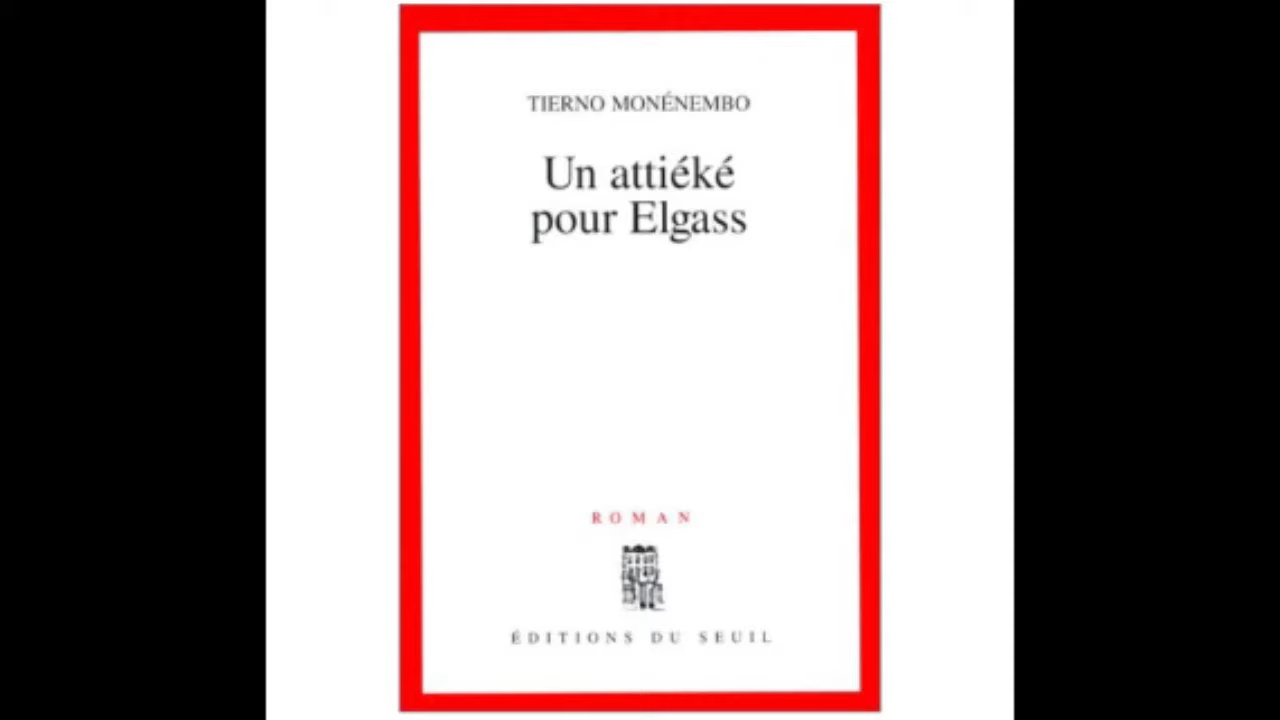 TIERNO MONÉNEMBO
Un attiéké
pour Elgass
ROMAN
ÉDITIONS DU SEUIL